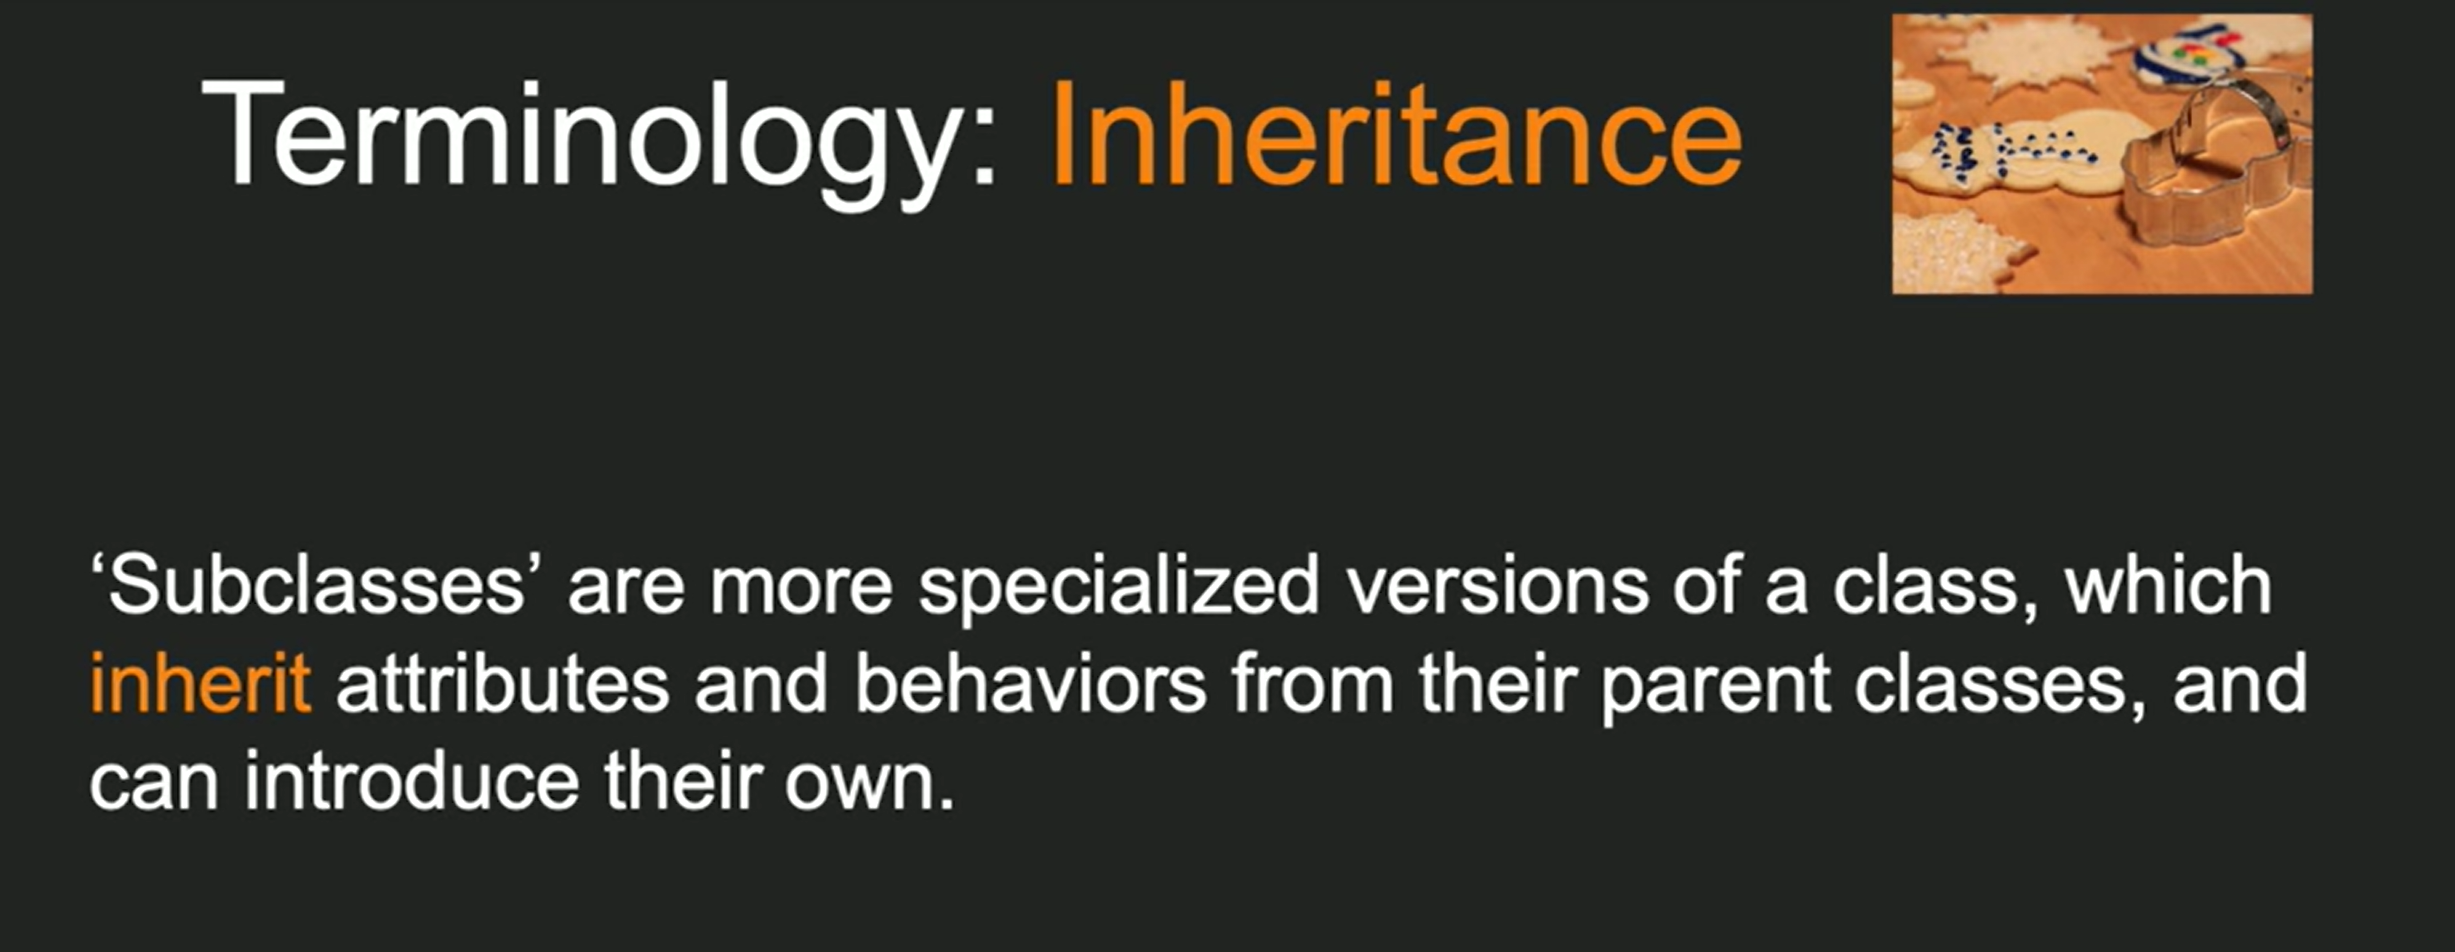 Terminology: Inheritance
‘Subclasses’ are more specialized versions of a class, which
inherit attributes and behaviors from their parent classes, and
can introduce their own.